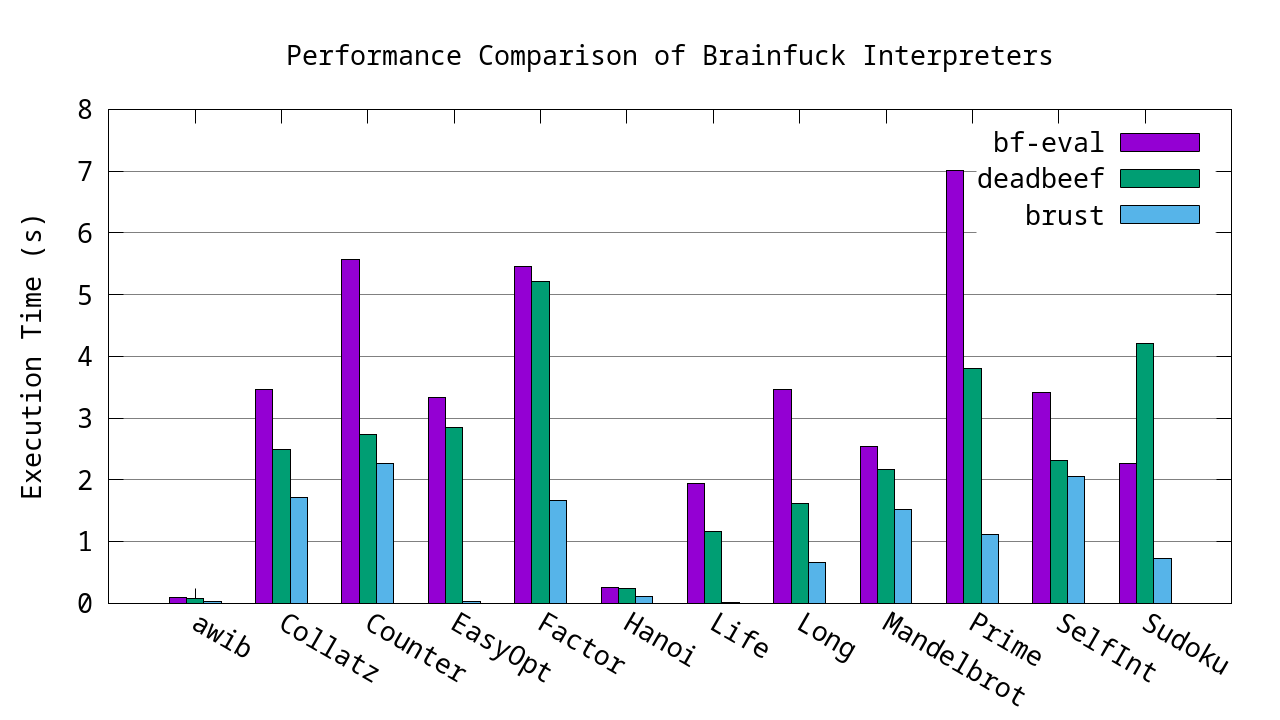 Performance Comparison of Brainfuck Interpreters
bf-eval
deadbeef
brust
Execution Time (s)
8
7
6
5
4
3
2
1
0
awib
Collatz
Counter
EasyOpt
Factor
Hanoi
Life
Long
Mandelbrot
Prime
SelfInt
Sudoku